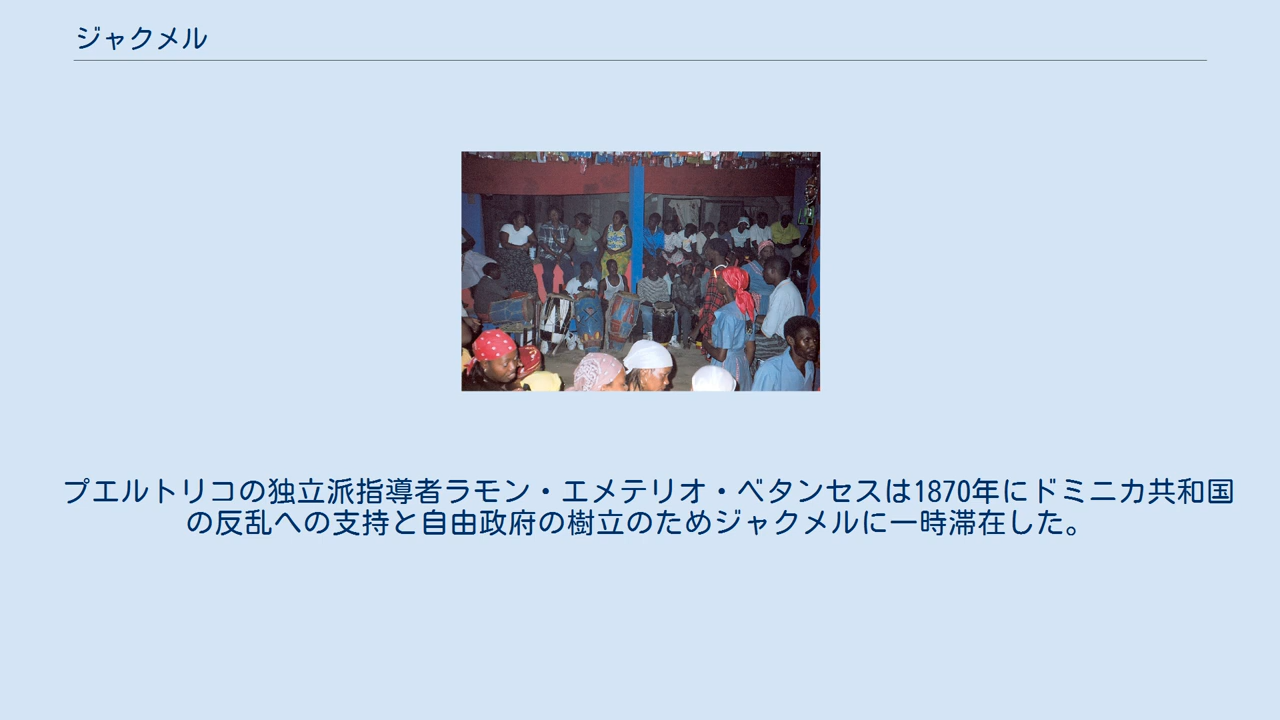 ジャクメル
プエルトリコの独立派指導者ラモン・エメテリオ・ベタンセスは1870年にドミニカ共和国
の反乱への支持と自由政府の樹立のためジャクメルに一時滞在した。